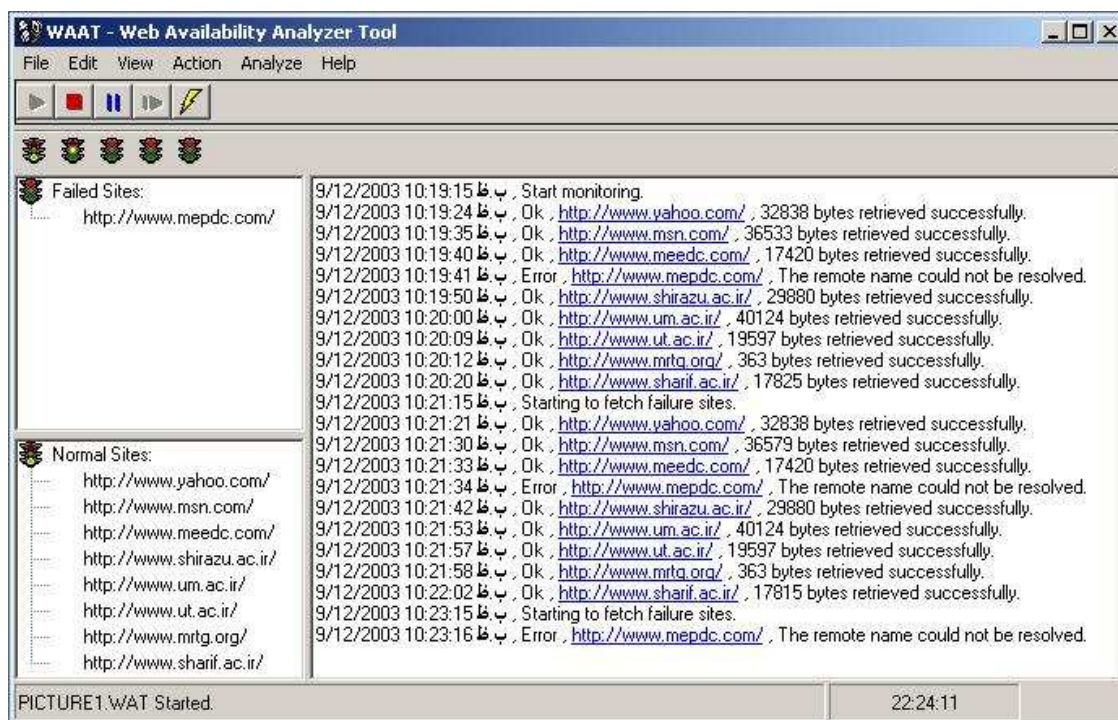 WAAT - Web Availability Analyzer Tool
File Edit View Action Analyze Help
Failed Sites:
http://www.mepdc.com/
Normal Sites:
http://www.yahoo.com/
http://www.msn.com/
http://www.meedc.com/
http://www.shirazu.ac.ir/
http://www.um.ac.ir/
http://www.ut.ac.ir/
http://www.mrtg.org/
http://www.sharif.ac.ir/
9/12/2003 10:19:15 ب.ظ , Start monitoring.
9/12/2003 10:19:24 ب.ظ , Ok , http://www.yahoo.com/ , 32838 bytes retrieved successfully.
9/12/2003 10:19:35 ب.ظ , Ok , http://www.msn.com/ , 36533 bytes retrieved successfully.
9/12/2003 10:19:40 ب.ظ , Ok , http://www.meedc.com/ , 17420 bytes retrieved successfully.
9/12/2003 10:19:41 ب.ظ , Error , http://www.mepdc.com/ , The remote name could not be resolved.
9/12/2003 10:19:50 ب.ظ , Ok , http://www.shirazu.ac.ir/ , 29880 bytes retrieved successfully.
9/12/2003 10:20:00 ب.ظ , Ok , http://www.um.ac.ir/ , 40124 bytes retrieved successfully.
9/12/2003 10:20:09 ب.ظ , Ok , http://www.ut.ac.ir/ , 19597 bytes retrieved successfully.
9/12/2003 10:20:12 ب.ظ , Ok , http://www.mrtg.org/ , 363 bytes retrieved successfully.
9/12/2003 10:20:20 ب.ظ , Ok , http://www.sharif.ac.ir/ , 17825 bytes retrieved successfully.
9/12/2003 10:21:15 ب.ظ , Starting to fetch failure sites.
9/12/2003 10:21:21 ب.ظ , Ok , http://www.yahoo.com/ , 32838 bytes retrieved successfully.
9/12/2003 10:21:30 ب.ظ , Ok , http://www.msn.com/ , 36579 bytes retrieved successfully.
9/12/2003 10:21:33 ب.ظ , Ok , http://www.meedc.com/ , 17420 bytes retrieved successfully.
9/12/2003 10:21:34 ب.ظ , Error , http://www.mepdc.com/ , The remote name could not be resolved.
9/12/2003 10:21:42 ب.ظ , Ok , http://www.shirazu.ac.ir/ , 29880 bytes retrieved successfully.
9/12/2003 10:21:53 ب.ظ , Ok , http://www.um.ac.ir/ , 40124 bytes retrieved successfully.
9/12/2003 10:21:57 ب.ظ , Ok , http://www.ut.ac.ir/ , 19597 bytes retrieved successfully.
9/12/2003 10:21:58 ب.ظ , Ok , http://www.mrtg.org/ , 363 bytes retrieved successfully.
9/12/2003 10:22:02 ب.ظ , Ok , http://www.sharif.ac.ir/ , 17815 bytes retrieved successfully.
9/12/2003 10:23:15 ب.ظ , Starting to fetch failure sites.
9/12/2003 10:23:16 ب.ظ , Error , http://www.mepdc.com/ , The remote name could not be resolved.
PICTURE1.WAT Started.
22:24:11